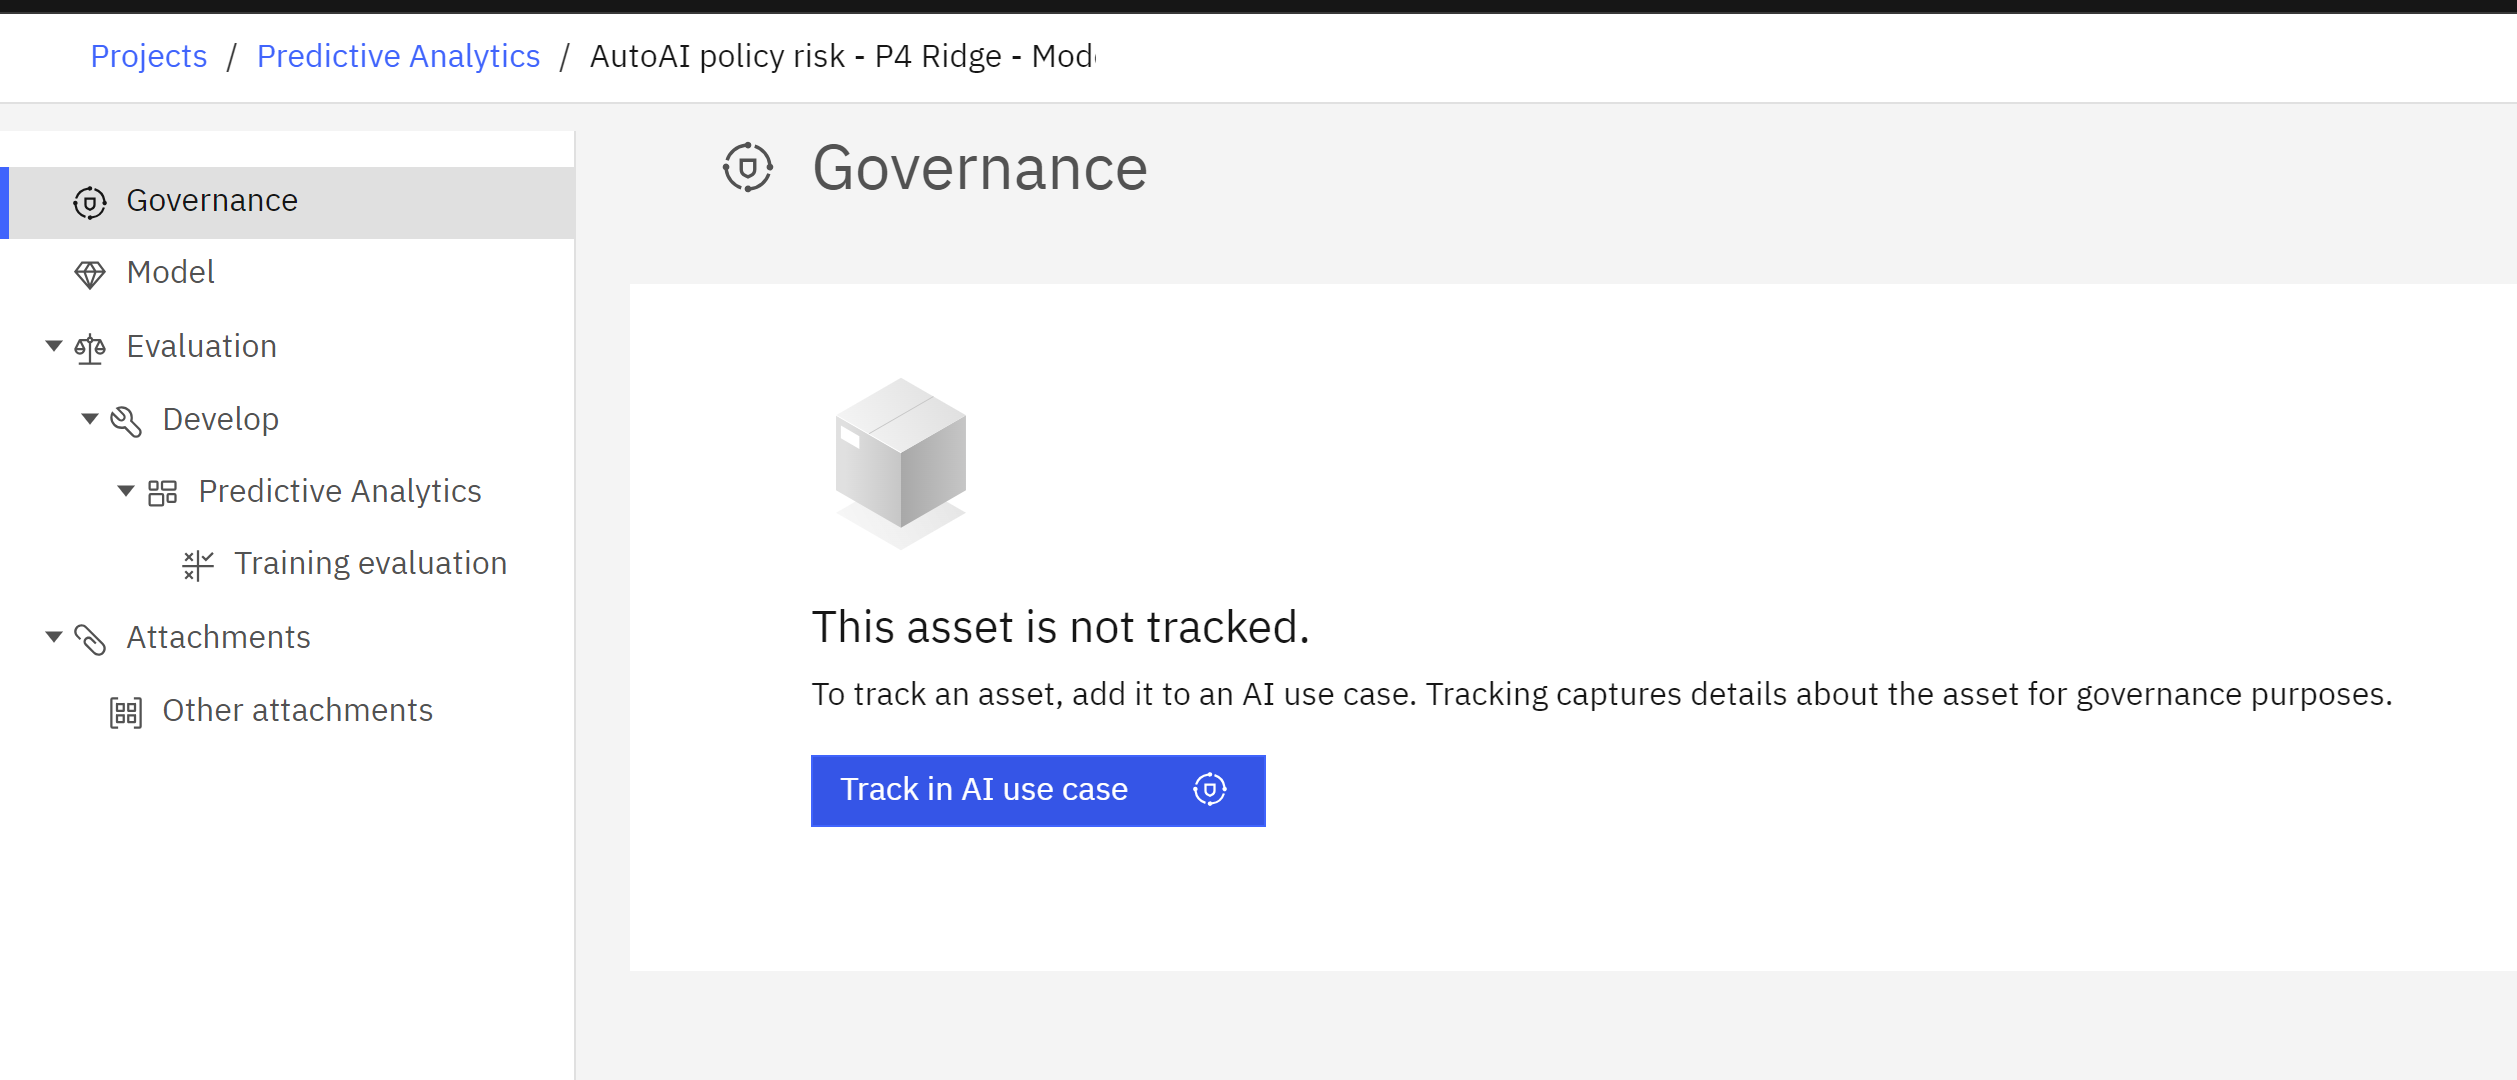 Projects / Predictive Analytics / AutoAI policy risk - P4 Ridge -
Governance
Model
Evaluation
Develop
Predictive Analytics
Training evaluation
Attachments
Other attachments
Governance
This asset is not tracked.
To track an asset, add it to an AI use case. Tracking captures details about the asset for governance purposes.
Track in AI use case